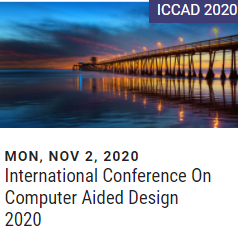 ICCAD 2020
MON, NOV 2, 2020
International Conference On
Computer Aided Design
2020